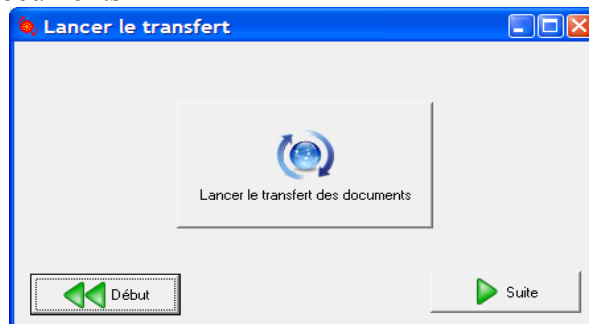 Lancer le transfert
Lancer le transfert des documents
Début
Suite